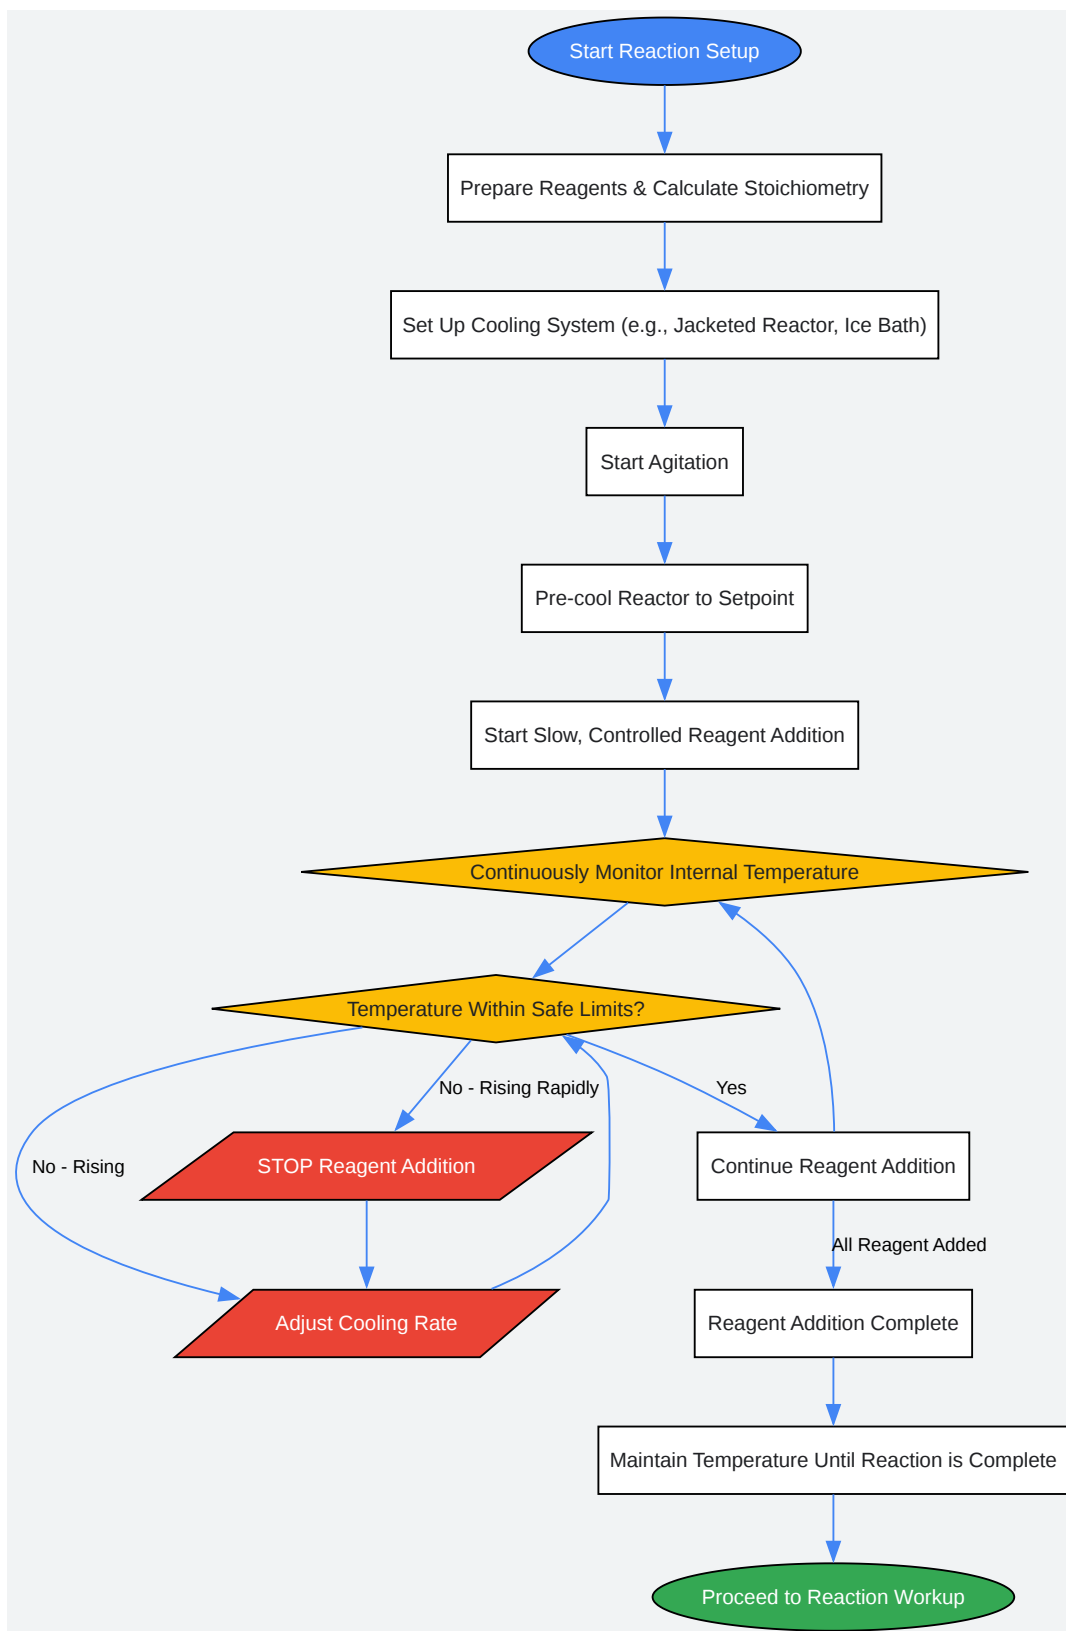 Start Reaction Setup
Prepare Reagents & Calculate Stoichiometry
Set Up Cooling System (e.g., Jacketed Reactor, Ice Bath)
Start Agitation
Pre-cool Reactor to Setpoint
Start Slow, Controlled Reagent Addition
Continuously Monitor Internal Temperature
Temperature Within Safe Limits?
No - Rising Rapidly
Yes
No - Rising
STOP Reagent Addition
Continue Reagent Addition
All Reagent Added
Adjust Cooling Rate
Reagent Addition Complete
Maintain Temperature Until Reaction is Complete
Proceed to Reaction Workup